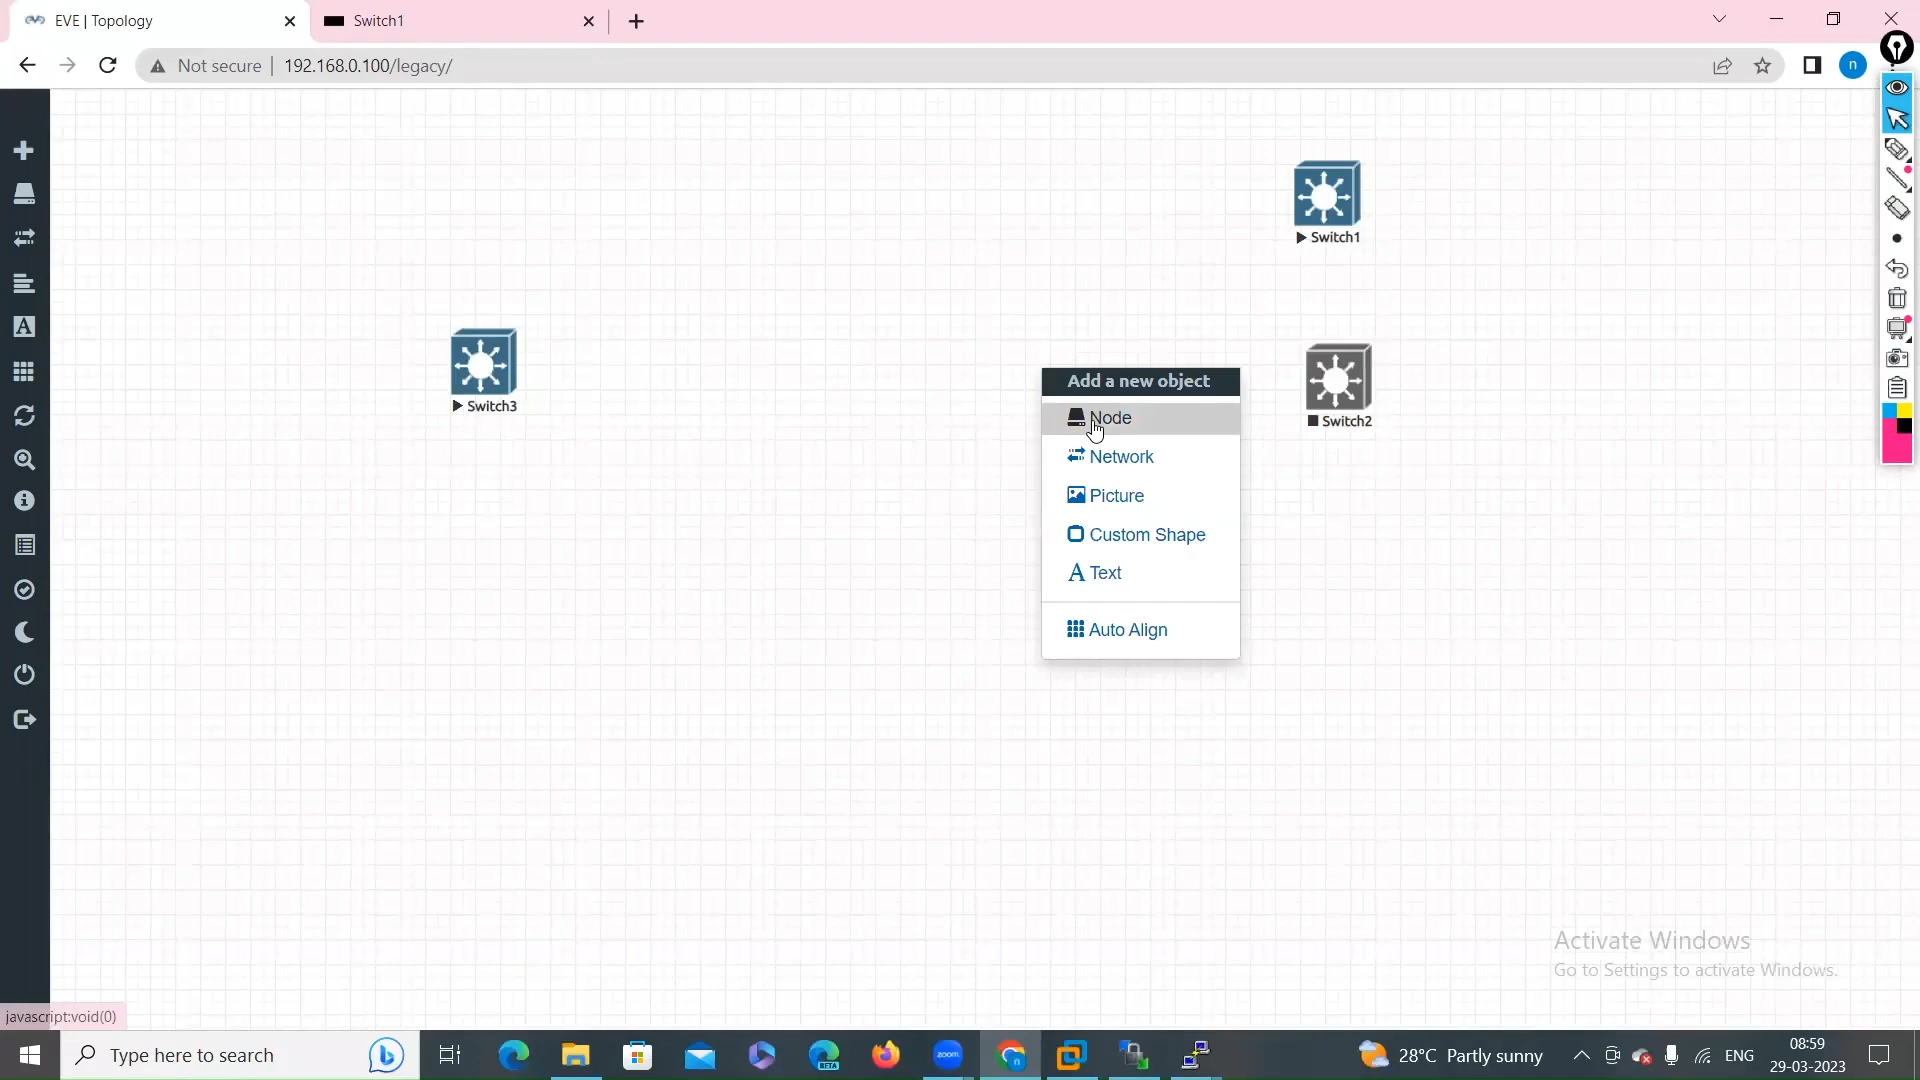 EVE | Topology
Switch1
Not secure
192.168.0.100/legacy/
n
Switch1
Switch3
Switch2
Add a new object
Node
Network
Picture
Custom Shape
A Text
Auto Align
Activate Windows
Go to Settings to activate Windows.
javascript:void(0)
Type here to search
BETA
zoom
n
28°C Partly sunny
ENG
08:59
29-03-2023